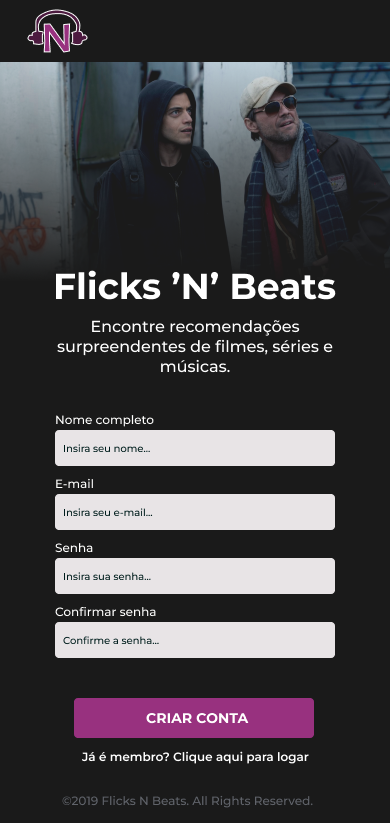 N
Flicks ’N’ Beats
Encontre recomendações
surpreendentes de filmes, séries e
músicas.
Nome completo
Insira seu nome...
E-mail
Insira seu e-mail...
Senha
Insira sua senha...
Confirmar senha
Confirme a senha...
CRIAR CONTA
Já é membro? Clique aqui para logar
©2019 Flicks N Beats. All Rights Reserved.